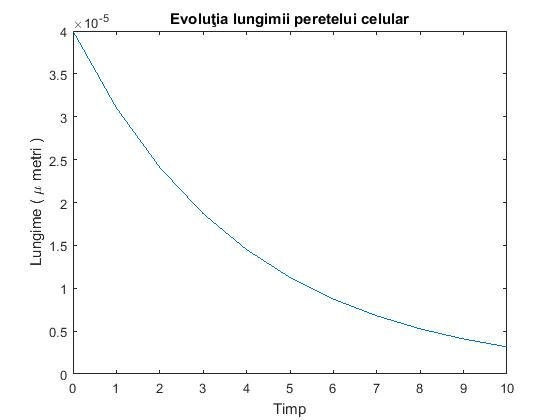 Evoluţia lungimii peretelui celular
×10-5
4
3.5
3
2.5
2
1.5
1
0.5
0
Lungime ( μ metri )
0 1 2 3 4 5 6 7 8 9 10
Timp